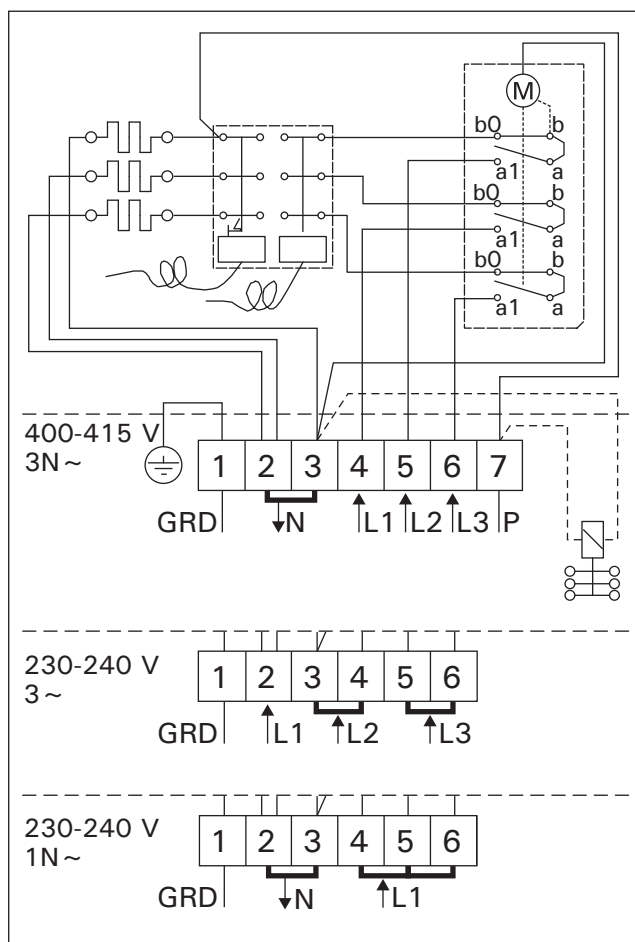 M
b0 b
a1 a
b0 b
a1 a
b0 b
a1 a
400-415 V
3N~
1 2 3 4 5 6 7
GRD N L1 L2 L3 P
230-240 V
3~
1 2 3 4 5 6
GRD L1 L2 L3
230-240 V
1N~
1 2 3 4 5 6
GRD N L1